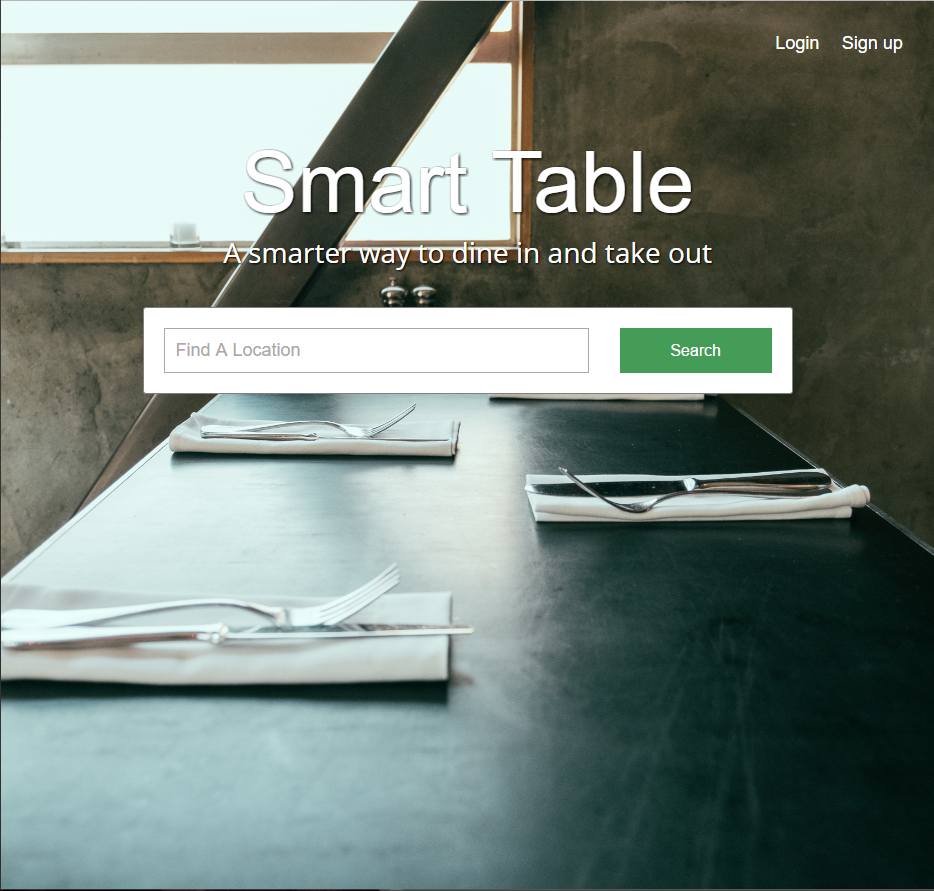 Login Sign up
Smart Table
A smarter way to dine in and take out
Find A Location
Search